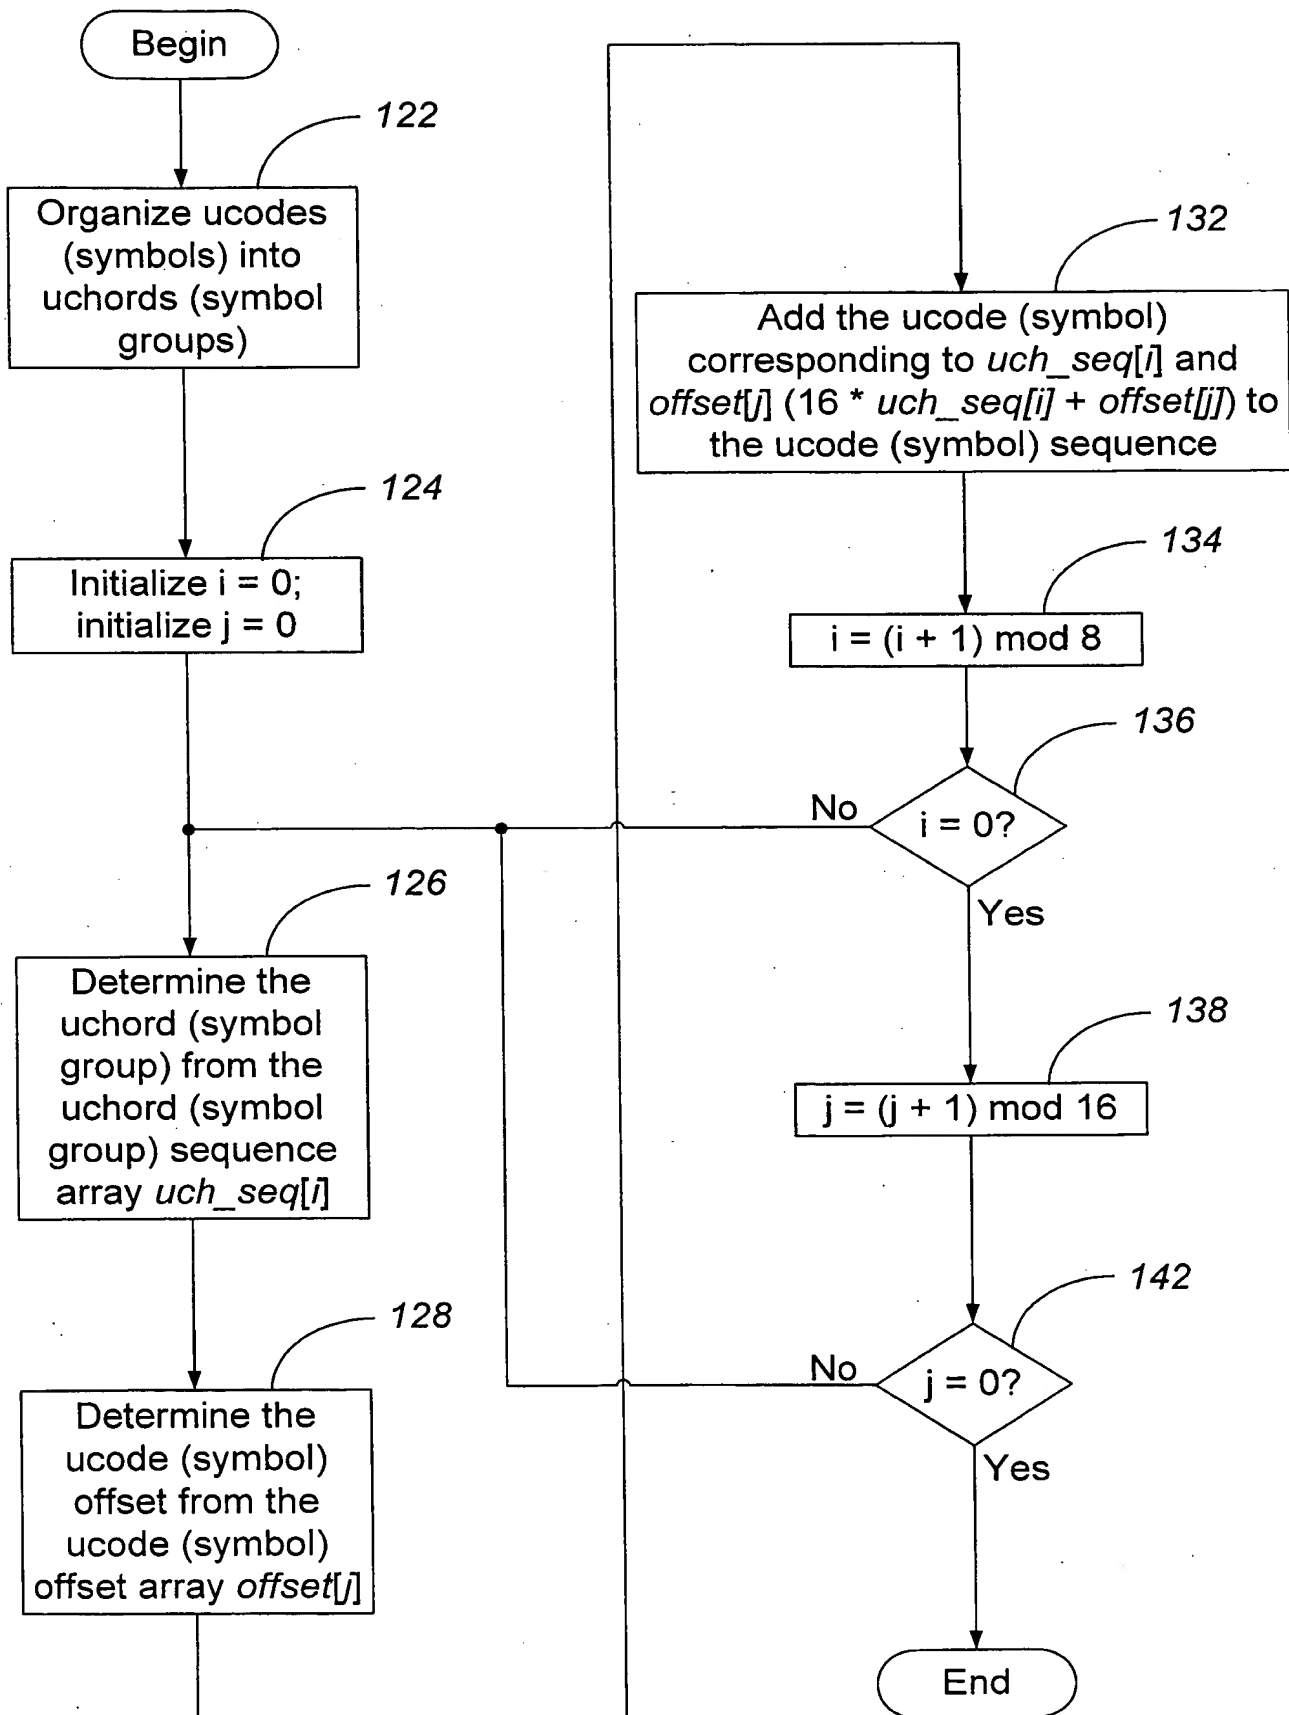 Begin
122
Organize ucodes
(symbols) into
uchords (symbol
groups)
124
Initialize i = 0;
initialize j = 0
126
Determine the
uchord (symbol
group) from the
uchord (symbol
group) sequence
array uch_seq[i]
128
Determine the
ucode (symbol)
offset from the
ucode (symbol)
offset array offset[j]
132
Add the ucode (symbol)
corresponding to uch_seq[i] and
offset[j] (16 * uch_seq[i] + offset[j]) to
the ucode (symbol) sequence
134
i = (i + 1) mod 8
136
No
i = 0?
Yes
138
j = (j + 1) mod 16
142
No
j = 0?
Yes
End